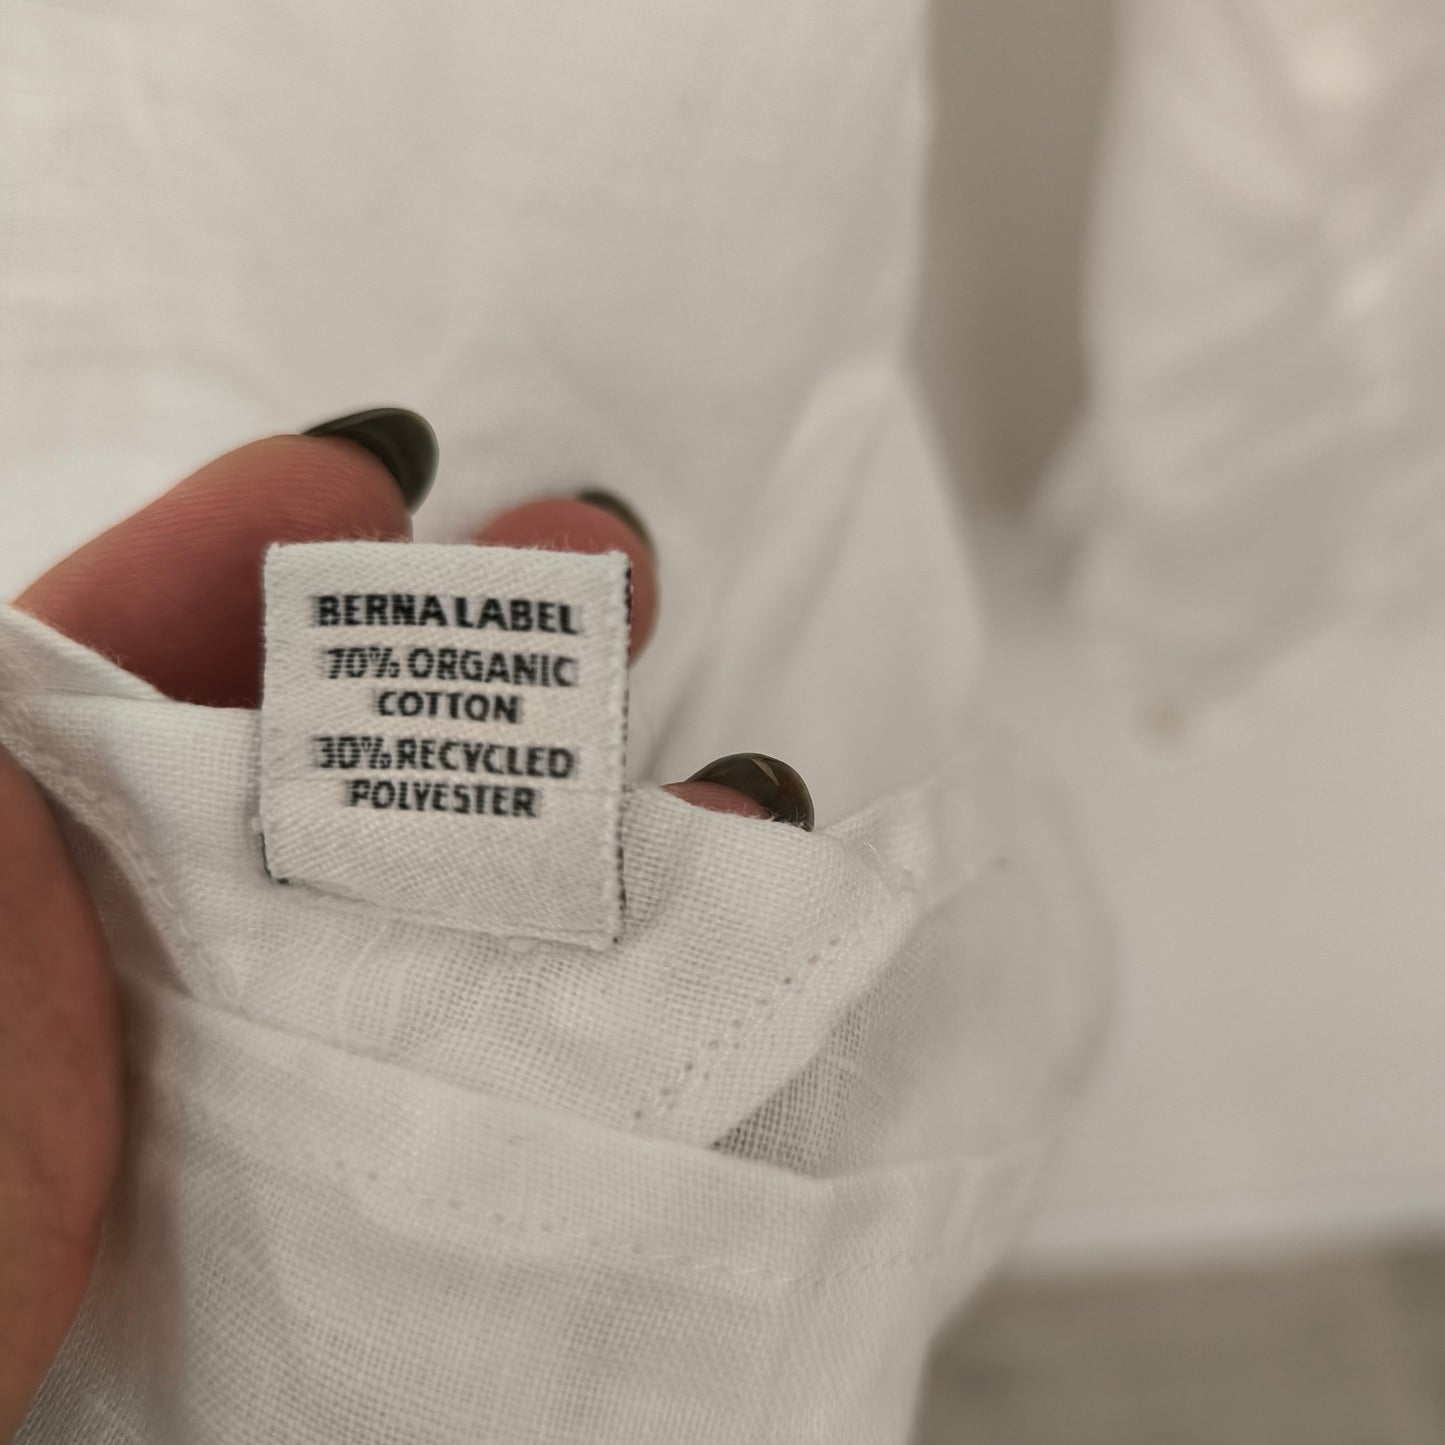 BERNA LABEL
70% ORGANIC
COTTON
30% RECYCLED
POLYESTER